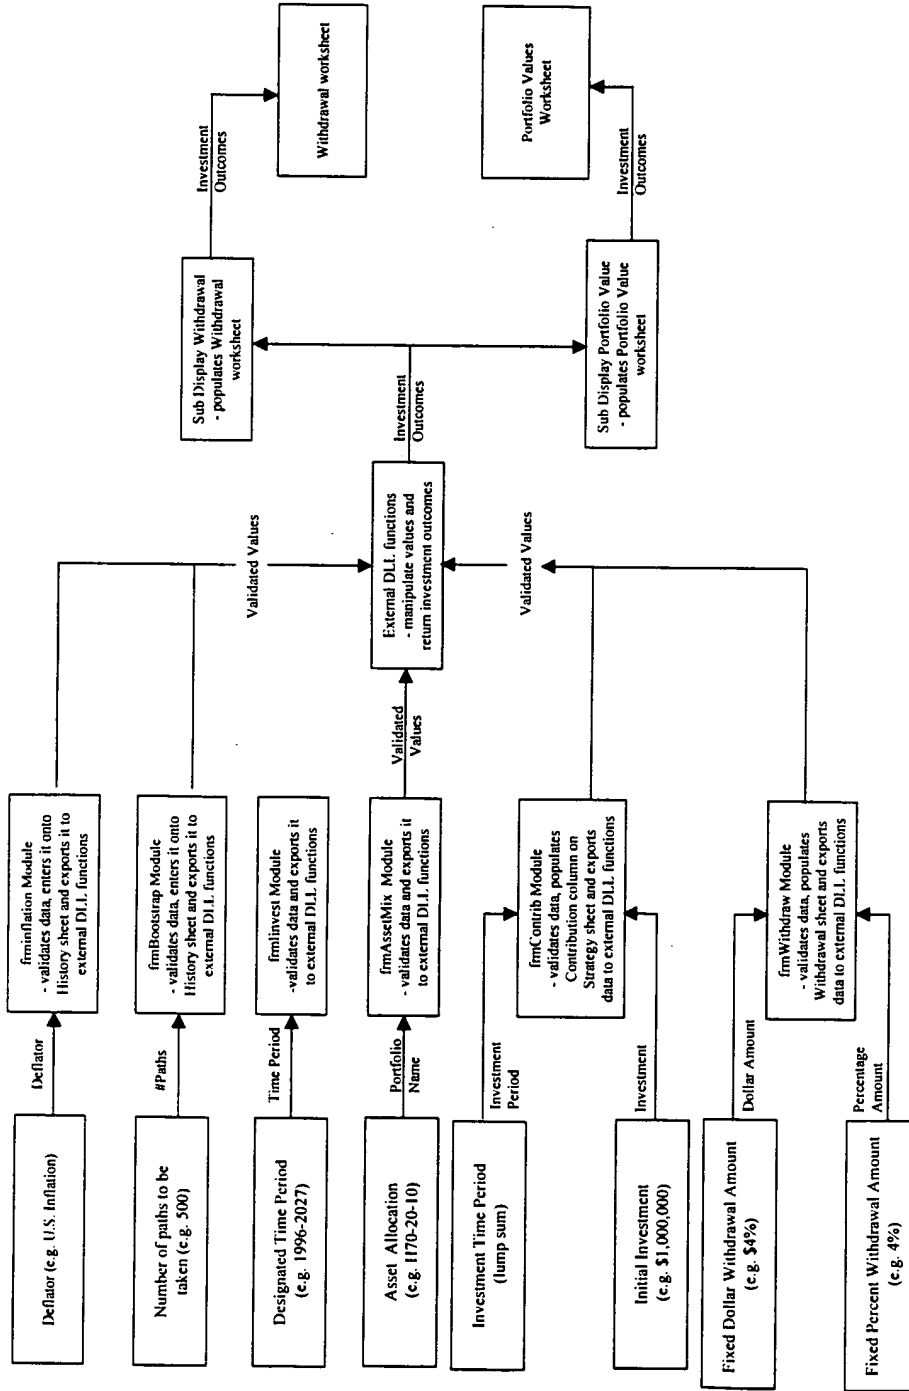 Deflator (e.g. U.S. Inflation)
Deflator
frminflation Module
- validates data, enters it onto
History sheet and exports it to
external DLL functions
Number of paths to be
taken (e.g. 500)
#Paths
frmBootstrap Module
- validates data, enters it onto
History sheet and exports it to
external DLL functions
Designated Time Period
(e.g. 1996-2027)
Time Period
frmInvest Module
-validates data and exports it
to external DLL functions
Asset Allocation
(e.g. I170-20-10)
Portfolio
Name
frmAssetMix Module
- validates data and exports it
to external DLL functions
Investment Time Period
(lump sum)
Investment
Period
Initial Investment
(e.g. $1,000,000)
Investment
frmContrib Module
- validates data, populates
Contribution column on
Strategy sheet and exports
data to external DLL functions
Fixed Dollar Withdrawal Amount
(e.g. $4%)
Dollar Amount
Fixed Percent Withdrawal Amount
(e.g. 4%)
Percentage
Amount
frmWithdraw Module
- validates data, populates
Withdrawal sheet and exports
data to external DLL functions
Validated Values
Validated
Values
Validated Values
External DLL functions
- manipulate values and
return investment outcomes
Investment
Outcomes
Sub Display Withdrawal
- populates Withdrawal
worksheet
Investment
Outcomes
Withdrawal worksheet
Sub Display Portfolio Value
- populates Portfolio Value
worksheet
Investment
Outcomes
Portfolio Values
Worksheet